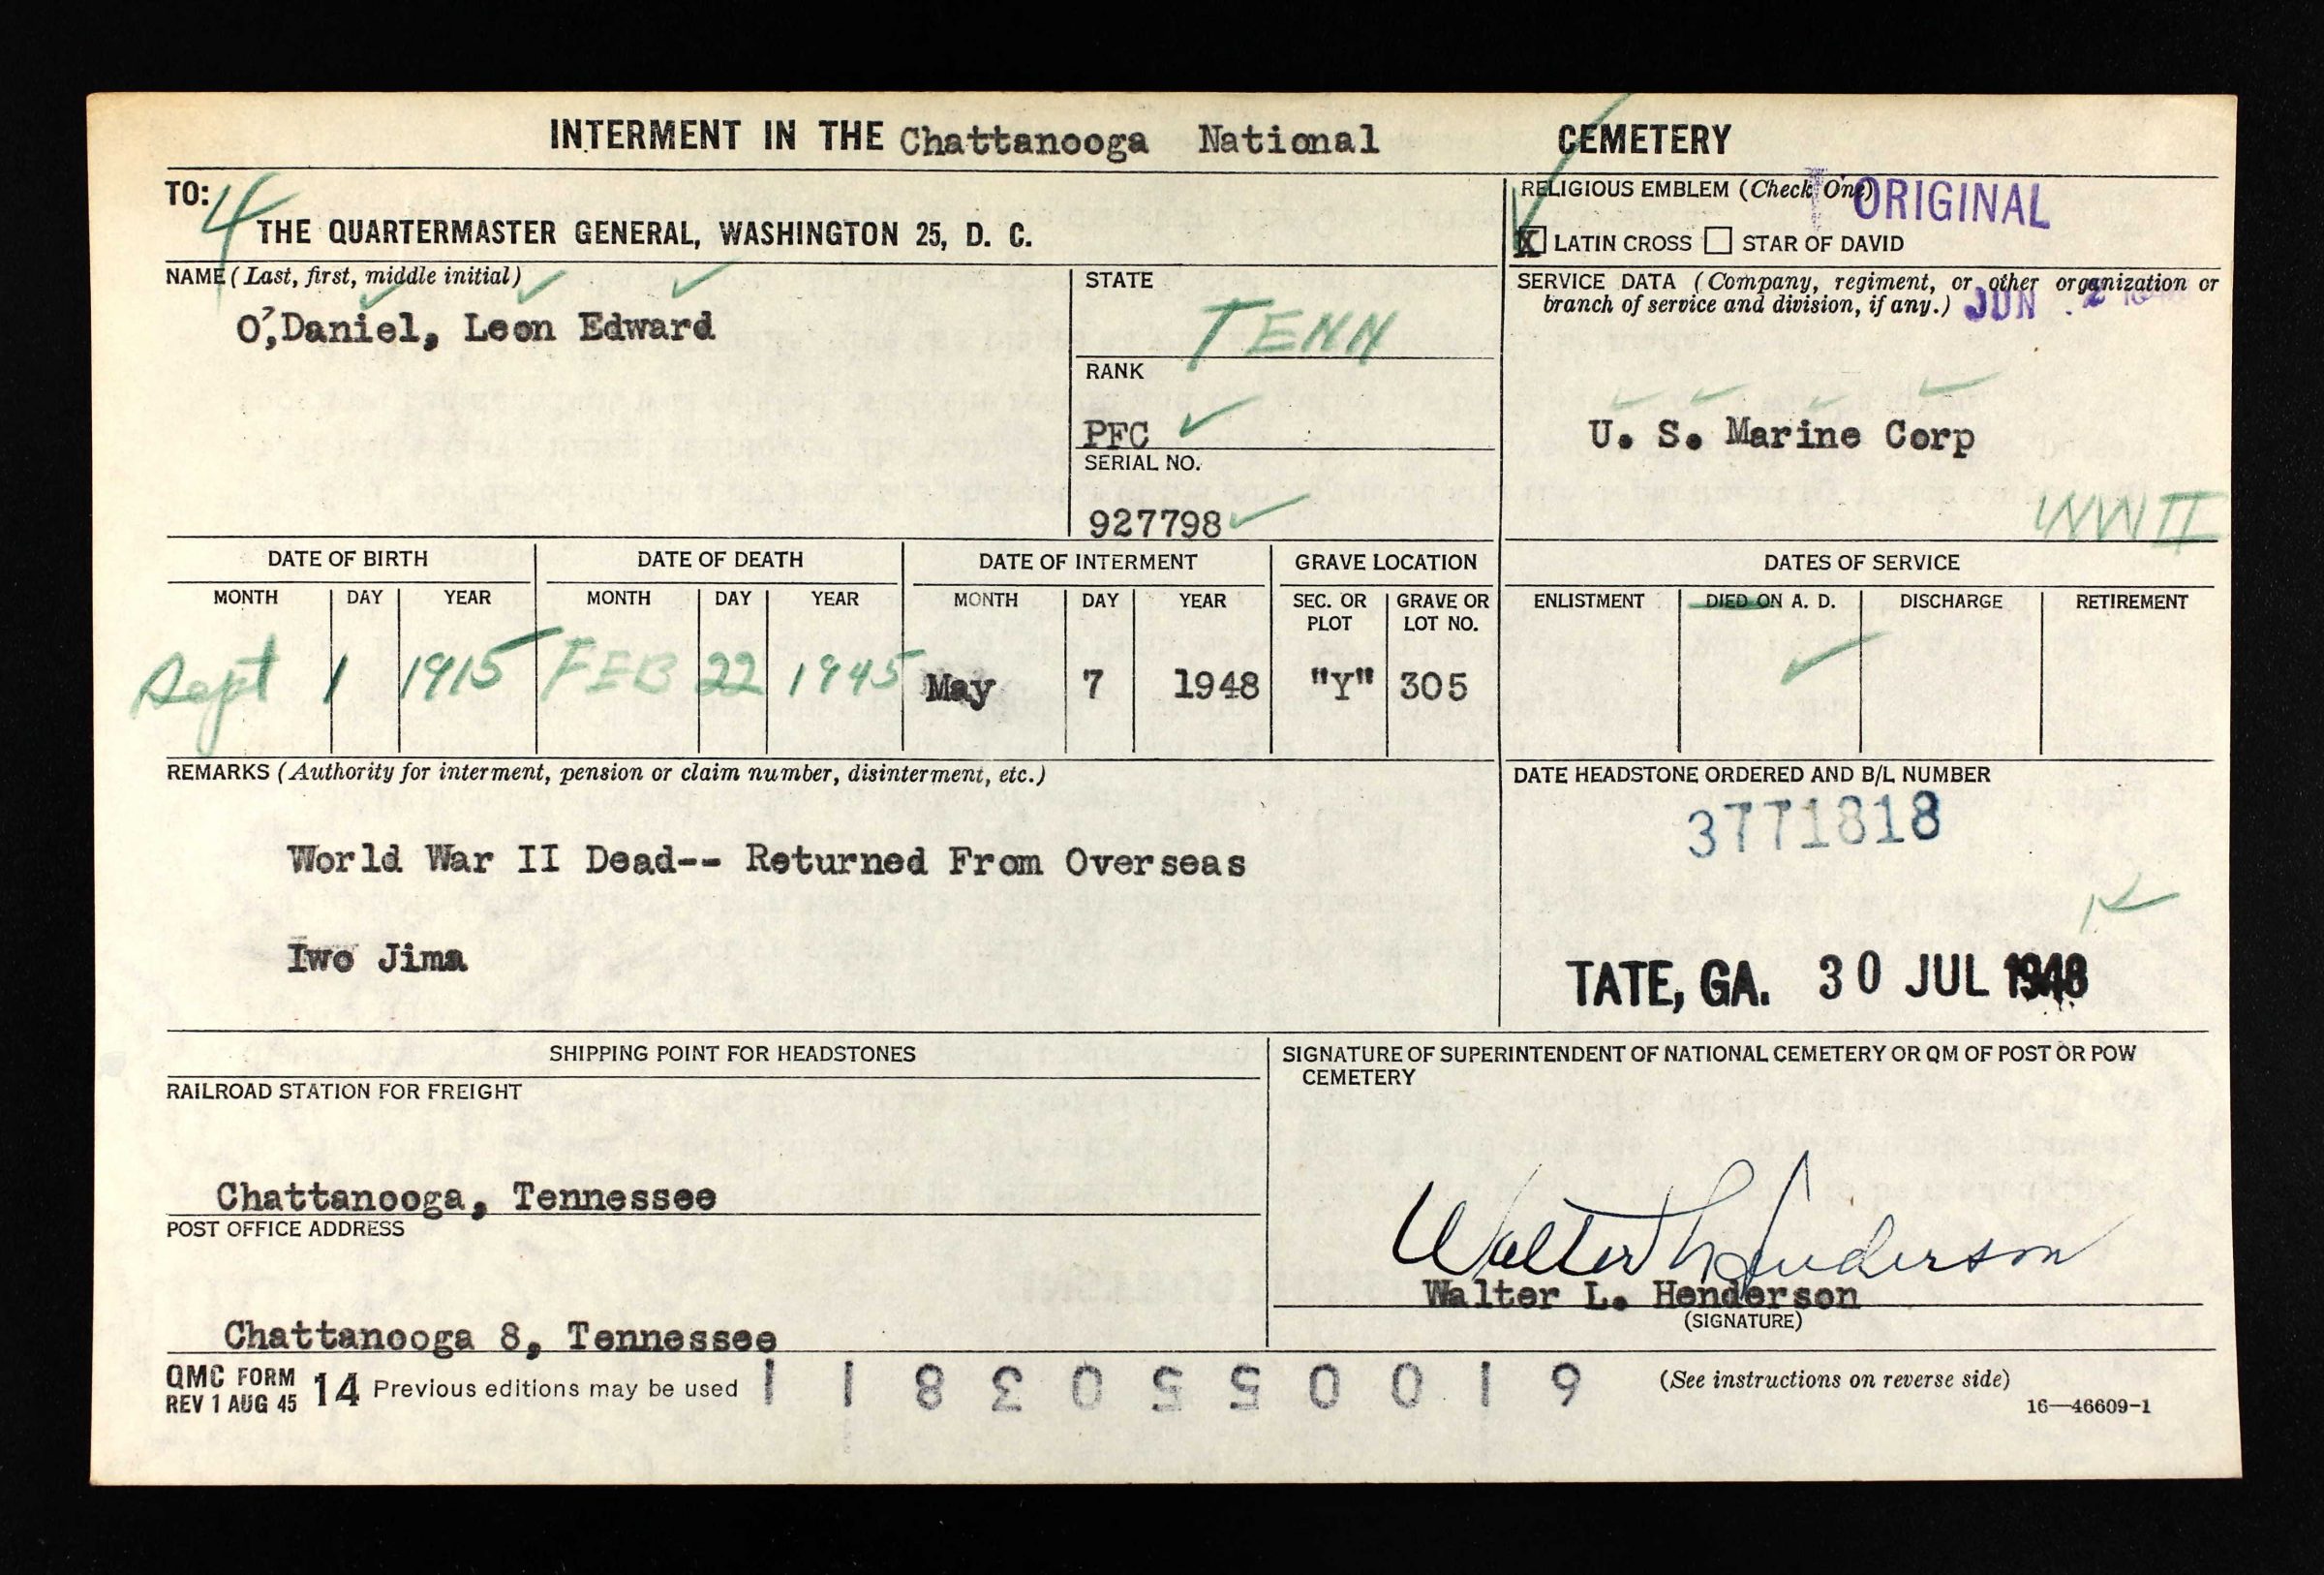 INTERMENT IN THE Chattanooga National CEMETERY
TO: 4
THE QUARTERMASTER GENERAL, WASHINGTON 25, D. C.
RELIGIOUS EMBLEM (Check One) ORIGINAL
X LATIN CROSS STAR OF DAVID
NAME (Last, first, middle initial)
O',Daniel, Leon Edward
STATE
TENN
RANK
PFC
SERIAL NO.
927798
SERVICE DATA (Company, regiment, or other organization or
branch of service and division, if any.) JUN 2
U. S. Marine Corp
WW II
DATE OF BIRTH DATE OF DEATH DATE OF INTERMENT GRAVE LOCATION DATES OF SERVICE
MONTH DAY YEAR MONTH DAY YEAR MONTH DAY YEAR SEC. OR PLOT GRAVE OR LOT NO. ENLISTMENT DIED ON A. D. DISCHARGE RETIREMENT
Sept 1 1915 FEB 22 1945 May 7 1948 "Y" 305
REMARKS (Authority for interment, pension or claim number, disinterment, etc.)
World War II Dead-- Returned From Overseas
Iwo Jima
DATE HEADSTONE ORDERED AND B/L NUMBER
3771818
TATE, GA. 30 JUL 1948
SHIPPING POINT FOR HEADSTONES
RAILROAD STATION FOR FREIGHT
Chattanooga, Tennessee
POST OFFICE ADDRESS
Chattanooga 8, Tennessee
SIGNATURE OF SUPERINTENDENT OF NATIONAL CEMETERY OR QM OF POST OR POW
CEMETERY
Walter L. Henderson
Walter L. Henderson
(SIGNATURE)
QMC FORM 14 Previous editions may be used
REV 1 AUG 45
11830550019
(See instructions on reverse side)
16—46609-1